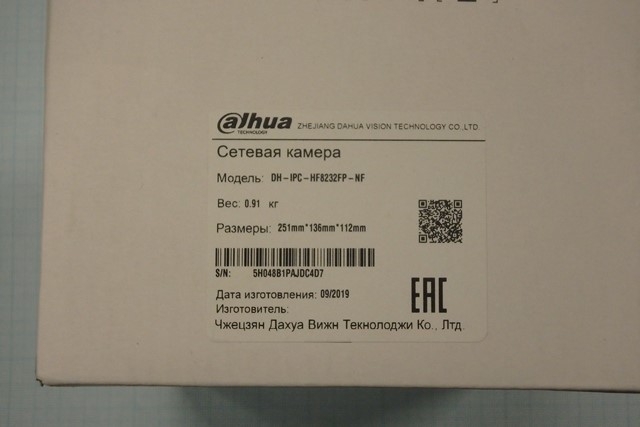 alhua
TECHNOLOGY
ZHEJIANG DAHUA VISION TECHNOLOGY CO.,LTD.
Сетевая камера
Модель: DH-IPC-HF8232FP-NF
Вес: 0.91 кг
Размеры: 251mm*136mm*112mm
S/N: 5H048B1PAJDC4D7
Дата изготовления: 09/2019
Изготовитель:
Чжецзян Дахуа Вижн Текнолоджи Ко., Лтд.
EAC